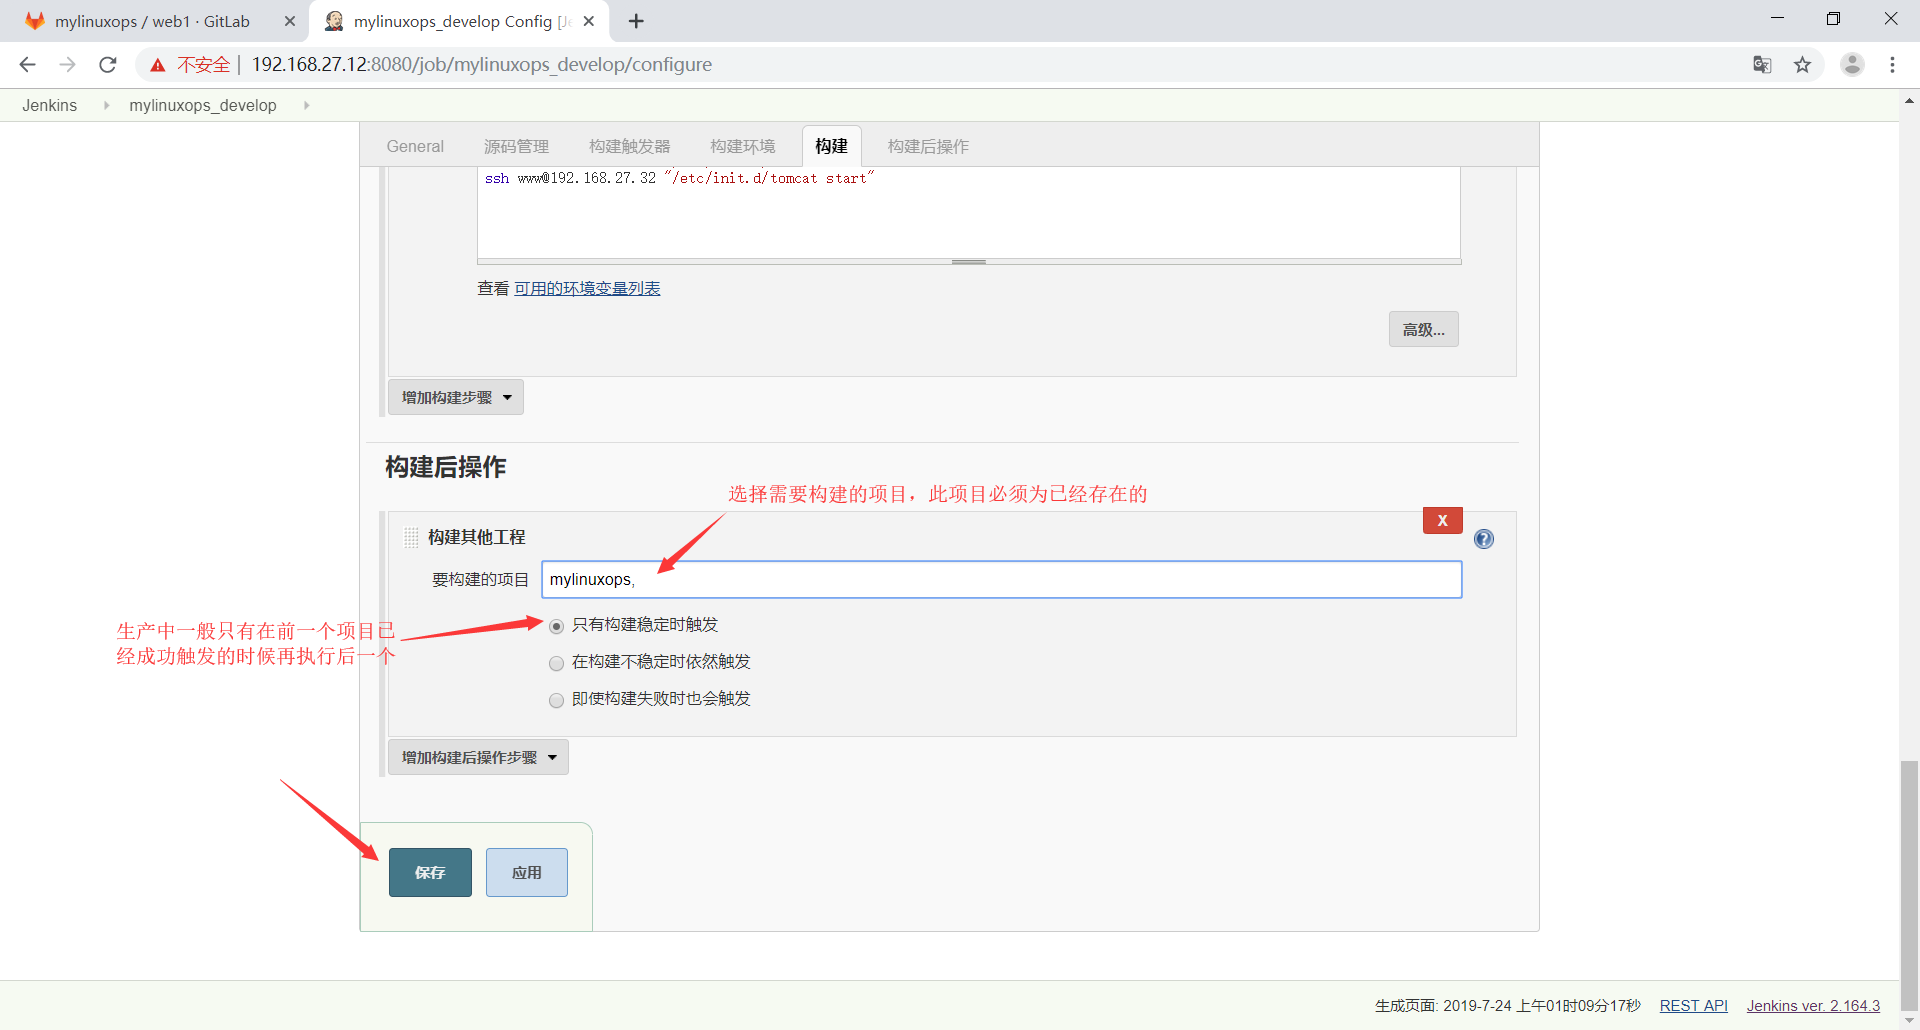 mylinuxops / web1 · GitLab
mylinuxops_develop Config [Je
不安全 | 192.168.27.12:8080/job/mylinuxops_develop/configure
Jenkins mylinuxops_develop
General 源码管理 构建触发器 构建环境 构建 构建后操作
ssh www@192.168.27.32 "/etc/init.d/tomcat start"
查看 可用的环境变量列表
高级...
增加构建步骤
构建后操作
选择需要构建的项目，此项目必须为已经存在的
X
构建其他工程
要构建的项目 mylinuxops,
只有构建稳定时触发
生产中一般只有在前一个项目已
经成功触发的时候再执行后一个
在构建不稳定时依然触发
即使构建失败时也会触发
增加构建后操作步骤
保存 应用
生成页面: 2019-7-24 上午01时09分17秒 REST API Jenkins ver. 2.164.3